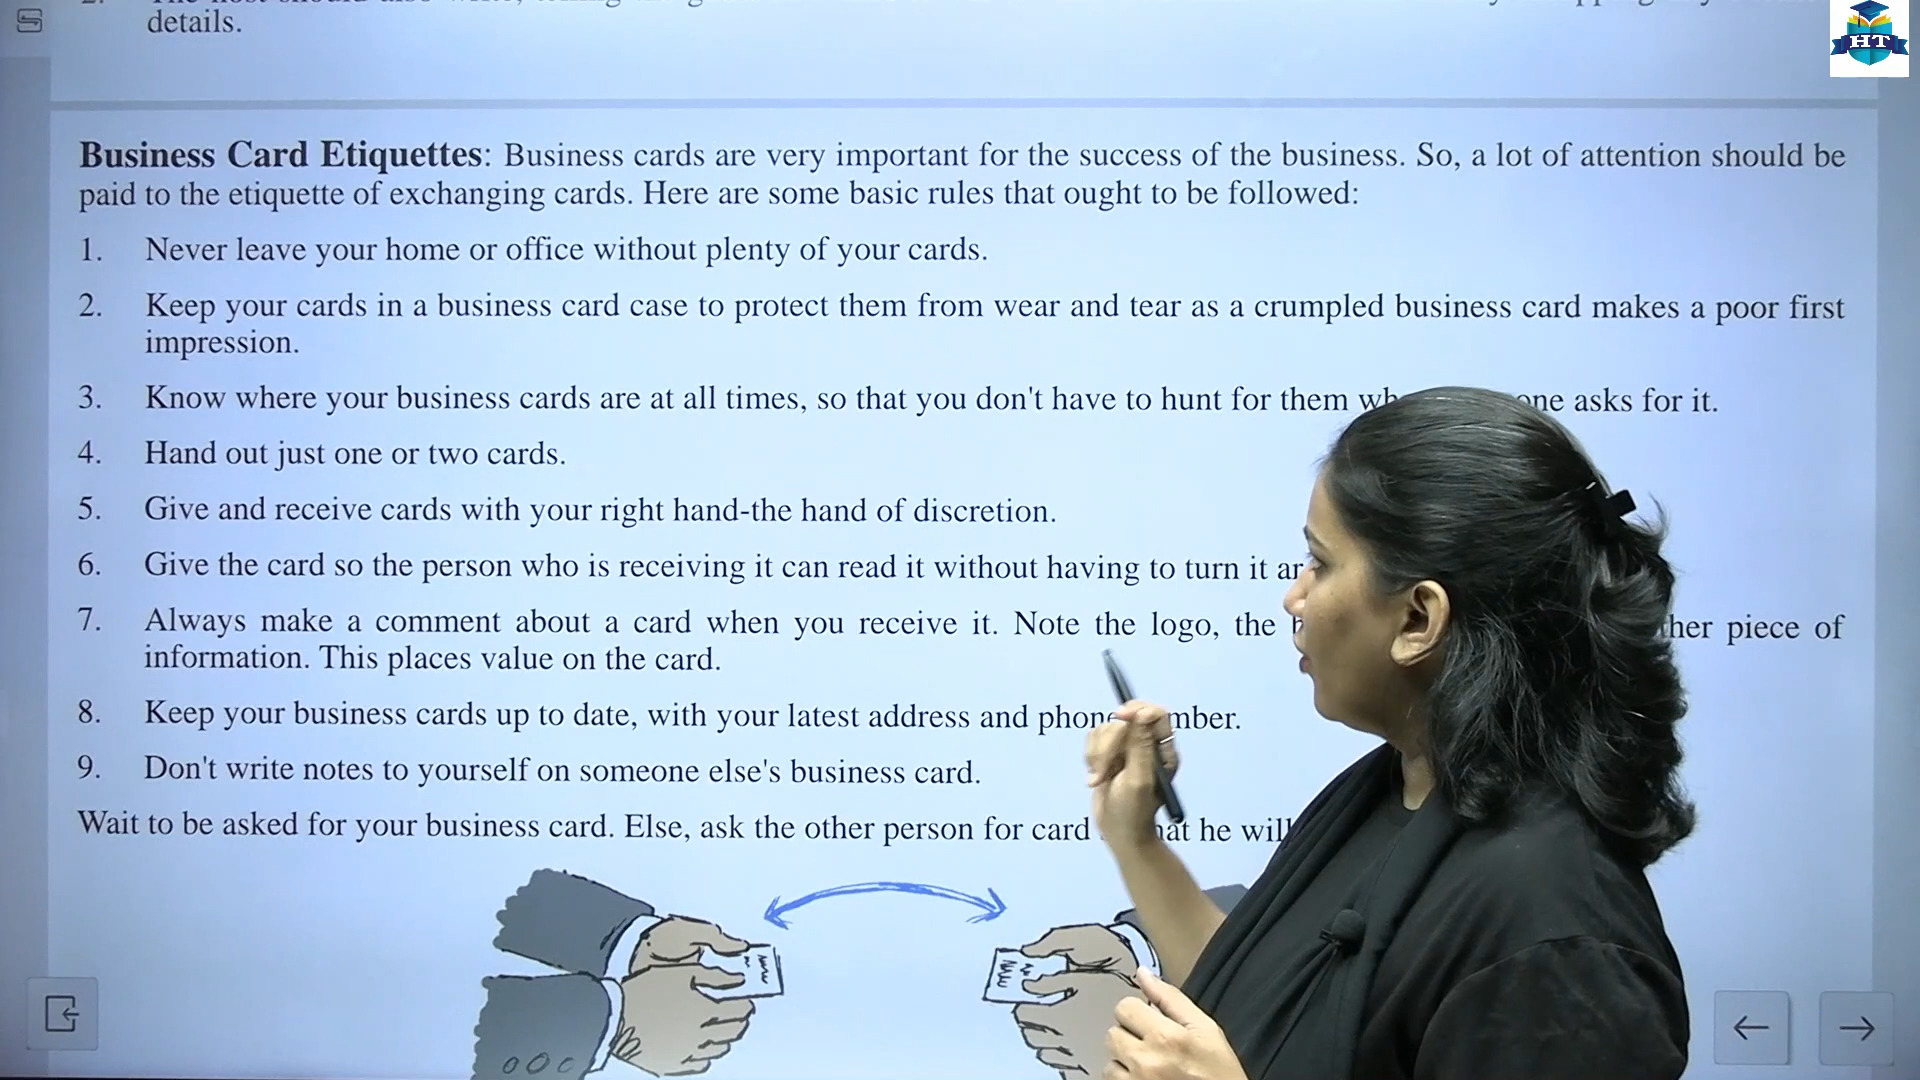 details.
HT
Business Card Etiquettes: Business cards are very important for the success of the business. So, a lot of attention should be
paid to the etiquette of exchanging cards. Here are some basic rules that ought to be followed:
1. Never leave your home or office without plenty of your cards.
2. Keep your cards in a business card case to protect them from wear and tear as a crumpled business card makes a poor first
impression.
3. Know where your business cards are at all times, so that you don't have to hunt for them asks for it.
4. Hand out just one or two cards.
5. Give and receive cards with your right hand-the hand of discretion.
6. Give the card so the person who is receiving it can read it without having to turn it
7. Always make a comment about a card when you receive it. Note the logo, the piece of
information. This places value on the card.
8. Keep your business cards up to date, with your latest address and phone number.
9. Don't write notes to yourself on someone else's business card.
Wait to be asked for your business card. Else, ask the other person for card he will